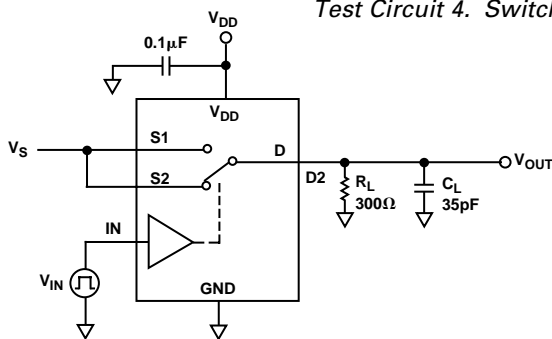 Test Circuit 4. Switch
V_DD
0.1µF
V_DD
V_S
S1
D
V_OUT
S2
D2
R_L
300Ω
C_L
35pF
IN
V_IN
GND